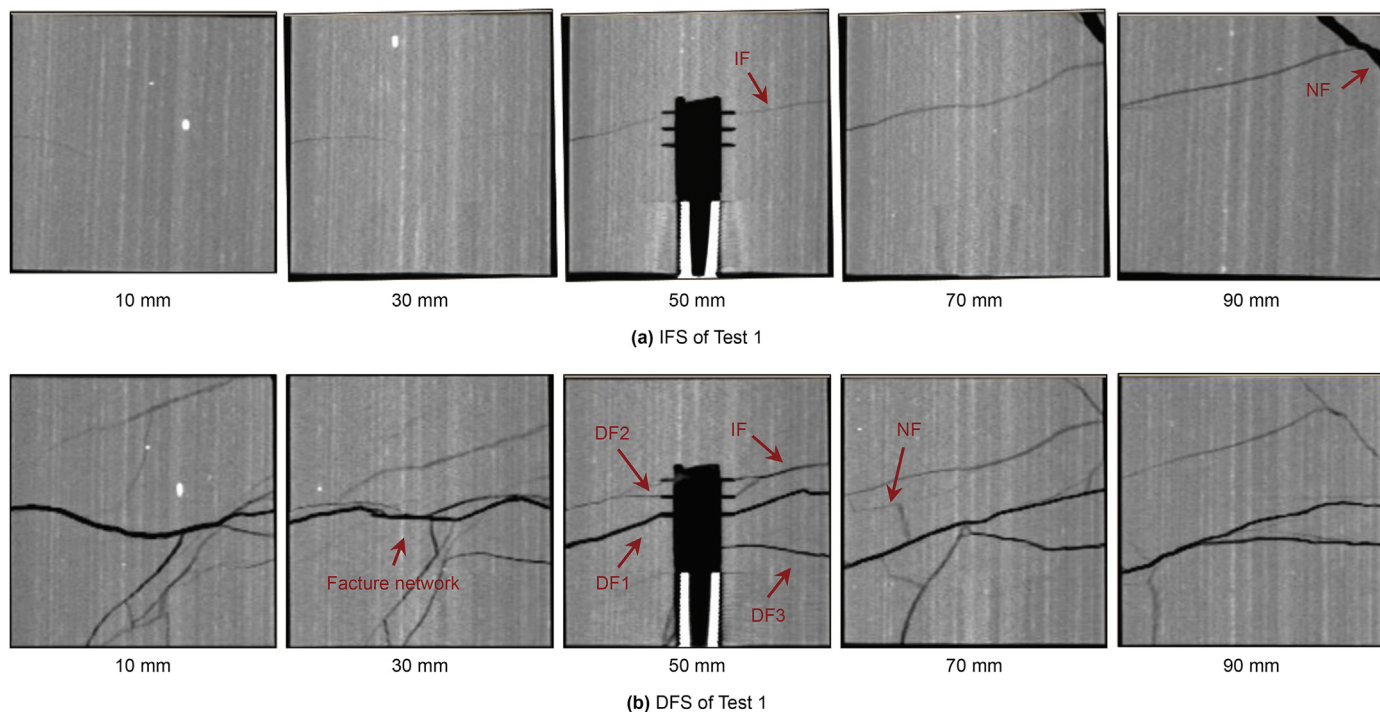 IF
NF
10 mm
30 mm
50 mm
70 mm
90 mm
(a) IFS of Test 1
DF2
IF
NF
Facture network
DF1
DF3
10 mm
30 mm
50 mm
70 mm
90 mm
(b) DFS of Test 1